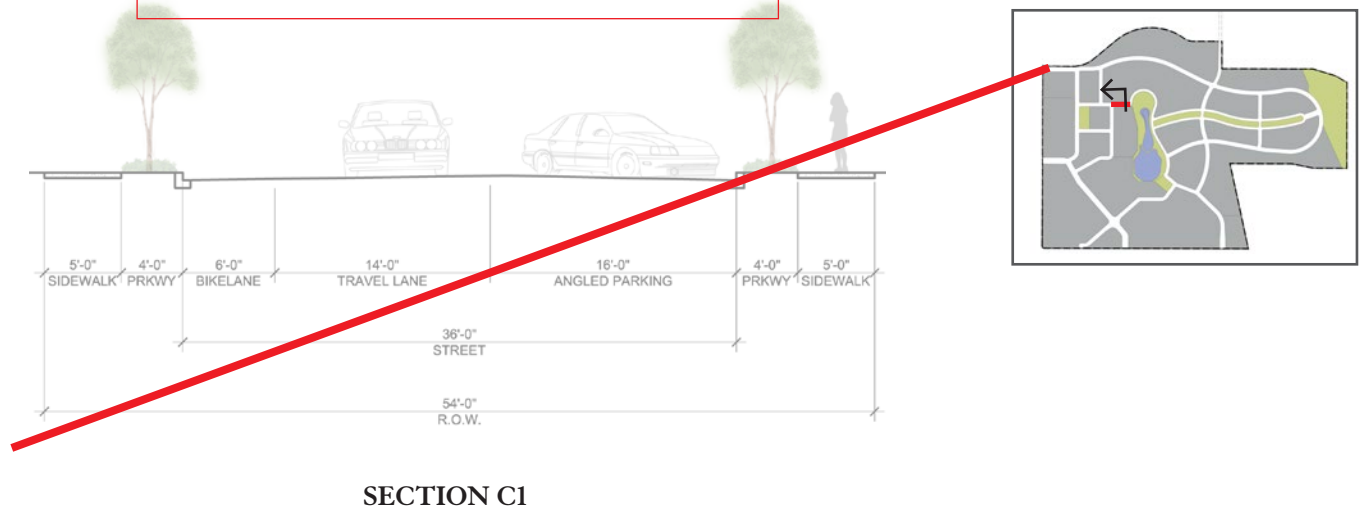 5'-0" 4'-0" 6'-0" 14'-0" 16'-0" 4'-0" 5'-0"
SIDEWALK PRKWY BIKELANE TRAVEL LANE ANGLED PARKING PRKWY SIDEWALK
36'-0"
STREET
54'-0"
R.O.W.
SECTION C1